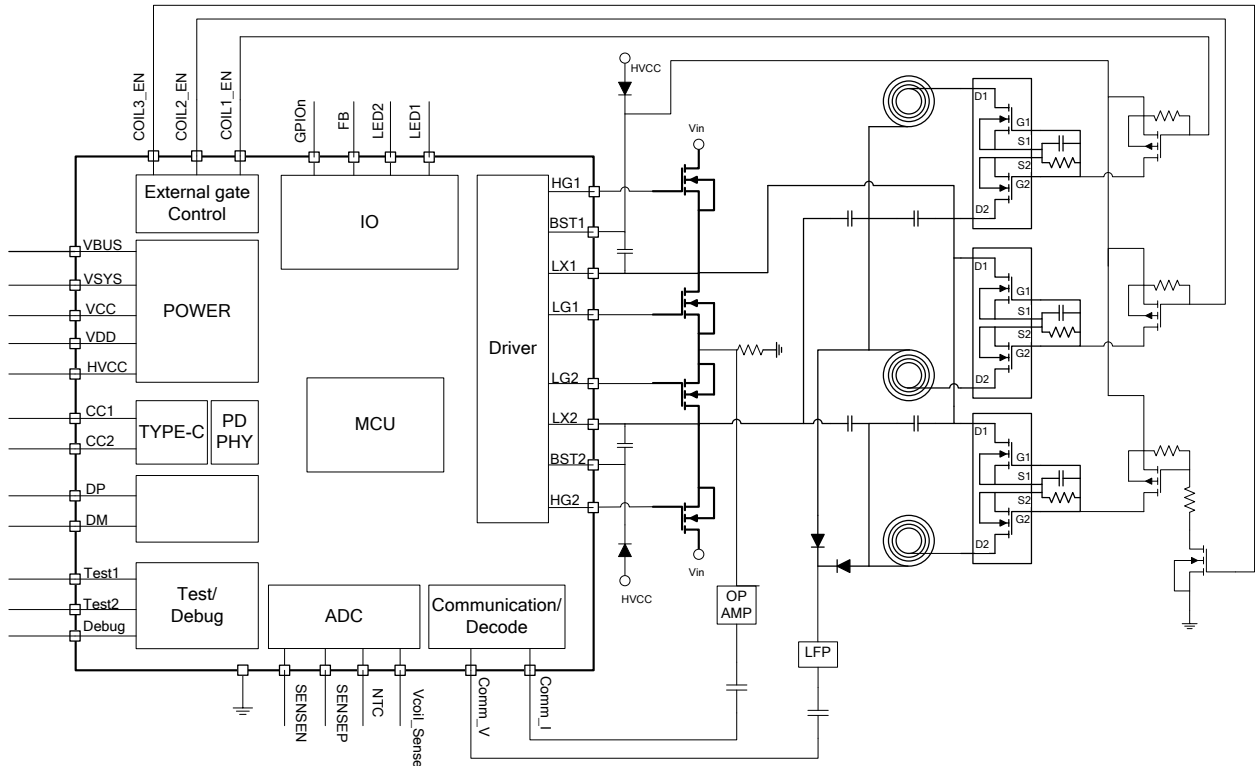 COIL3_EN
COIL2_EN
COIL1_EN
GPIOn
FB
LED2
LED1
HVCC
Vin
External gate
Control
IO
HG1
BST1
LX1
LG1
Driver
LG2
LX2
BST2
HG2
VBUS
VSYS
VCC
VDD
HVCC
POWER
MCU
CC1
CC2
TYPE-C
PD
PHY
DP
DM
Test1
Test2
Debug
Test/
Debug
ADC
Communication/
Decode
SENSEN
SENSEP
NTC
Vcoil_Sense
Comm_V
Comm_I
Vin
HVCC
OP
AMP
LFP
D1
G1
S1
S2
G2
D2
D1
G1
S1
S2
G2
D2
D1
G1
S1
S2
G2
D2